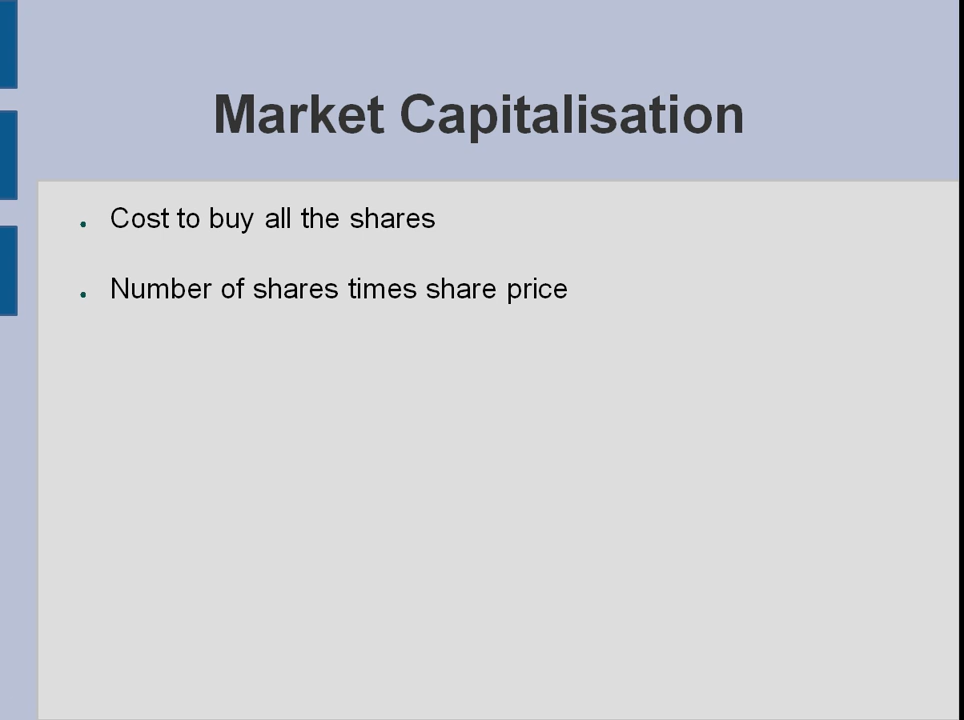 Market Capitalisation
Cost to buy all the shares
Number of shares times share price